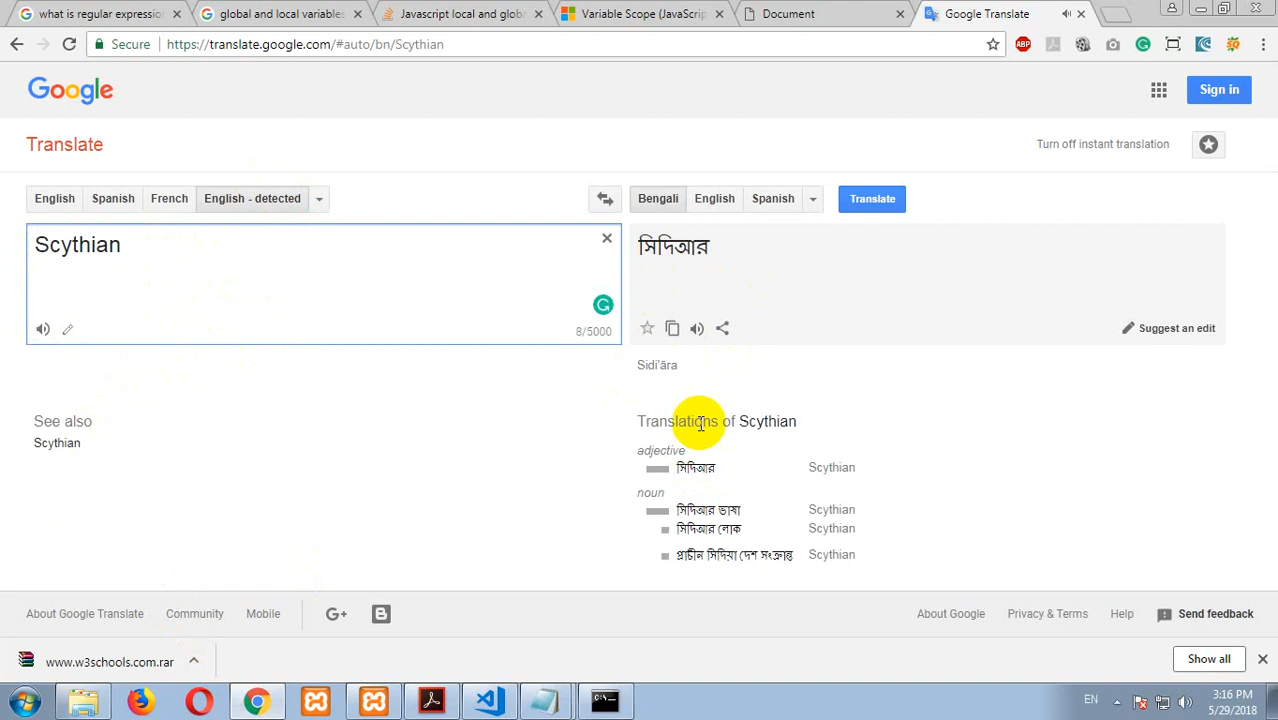 what is regular expressio
global and local variables
Javascript local and glob
Variable Scope (JavaScrip
Document
Google Translate
Secure
https://translate.google.com/#auto/bn/Scythian
ABP
Google
Sign in
Translate
Turn off instant translation
English
Spanish
French
English - detected
Bengali
English
Spanish
Translate
Scythian
সিদিআর
8/5000
Suggest an edit
Sidi'āra
See also
Translations of Scythian
Scythian
adjective
সিদিআর
Scythian
noun
সিদিআর ভাষা
Scythian
সিদিআর লোক
Scythian
প্রাচীন সিদিয়া দেশ সংক্রান্ত
Scythian
About Google Translate
Community
Mobile
G+
About Google
Privacy & Terms
Help
Send feedback
www.w3schools.com.rar
Show all
EN
3:16 PM
5/29/2018